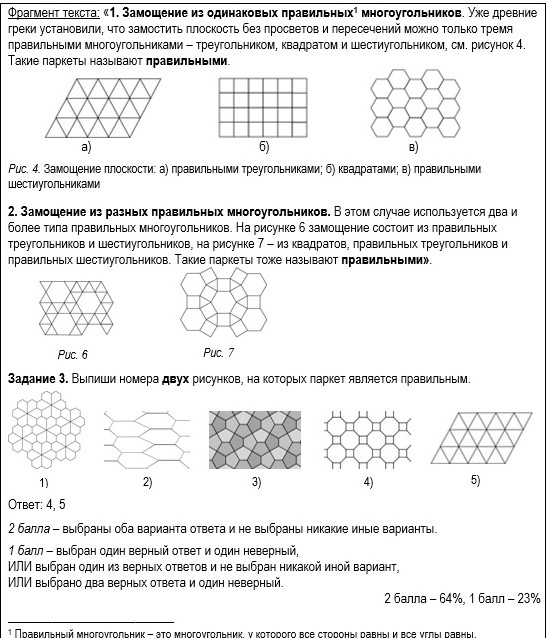 Фрагмент текста: «1. Замощение из одинаковых правильных¹ многоугольников. Уже древние
греки установили, что замостить плоскость без просветов и пересечений можно только тремя
правильными многоугольниками – треугольником, квадратом и шестиугольником, см. рисунок 4.
Такие паркеты называют правильными.
а) б) в)
Рис. 4. Замощение плоскости: а) правильными треугольниками; б) квадратами; в) правильными
шестиугольниками
2. Замощение из разных правильных многоугольников. В этом случае используется два и
более типа правильных многоугольников. На рисунке 6 замощение состоит из правильных
треугольников и шестиугольников, на рисунке 7 – из квадратов, правильных треугольников и
правильных шестиугольников. Такие паркеты тоже называют правильными».
Рис. 6 Рис. 7
Задание 3. Выпиши номера двух рисунков, на которых паркет является правильным.
1) 2) 3) 4) 5)
Ответ: 4, 5
2 балла – выбраны оба варианта ответа и не выбраны никакие иные варианты.
1 балл – выбран один верный ответ и один неверный,
ИЛИ выбран один из верных ответов и не выбран никакой иной вариант,
ИЛИ выбрано два верных ответа и один неверный.
2 балла – 64%, 1 балл – 23%
¹ Правильный многоугольник – это многоугольник, у которого все стороны равны и все углы равны.